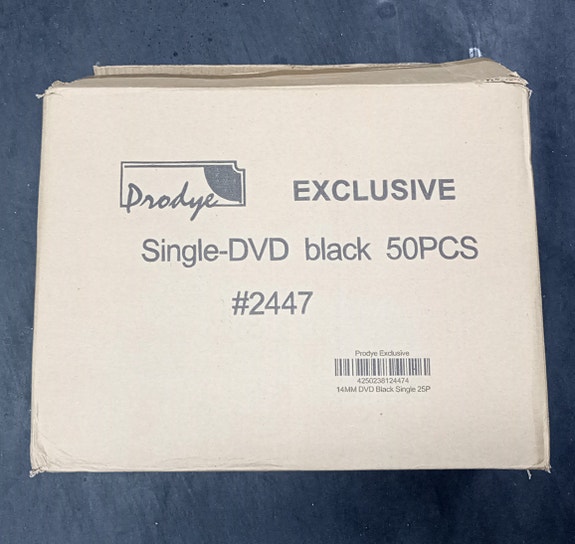 Prodye EXCLUSIVE
Single-DVD black 50PCS
#2447
Prodye Exclusive
4250238124474
14MM DVD Black Single 25P